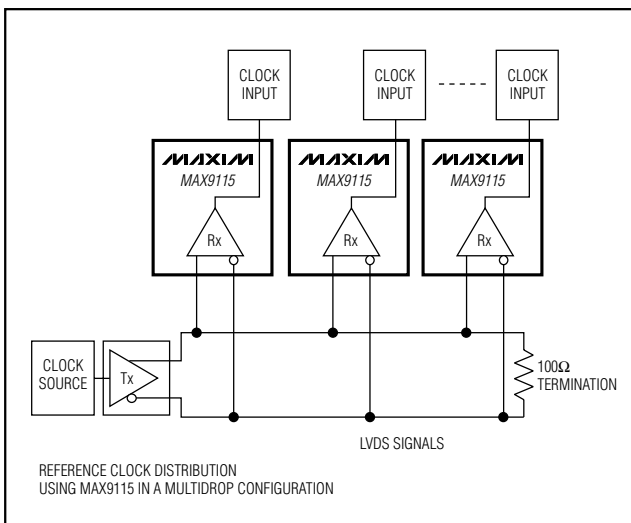 CLOCK
INPUT
CLOCK
INPUT
CLOCK
INPUT
MAXIM
MAX9115
MAXIM
MAX9115
MAXIM
MAX9115
Rx
Rx
Rx
CLOCK
SOURCE
Tx
100Ω
TERMINATION
LVDS SIGNALS
REFERENCE CLOCK DISTRIBUTION
USING MAX9115 IN A MULTIDROP CONFIGURATION